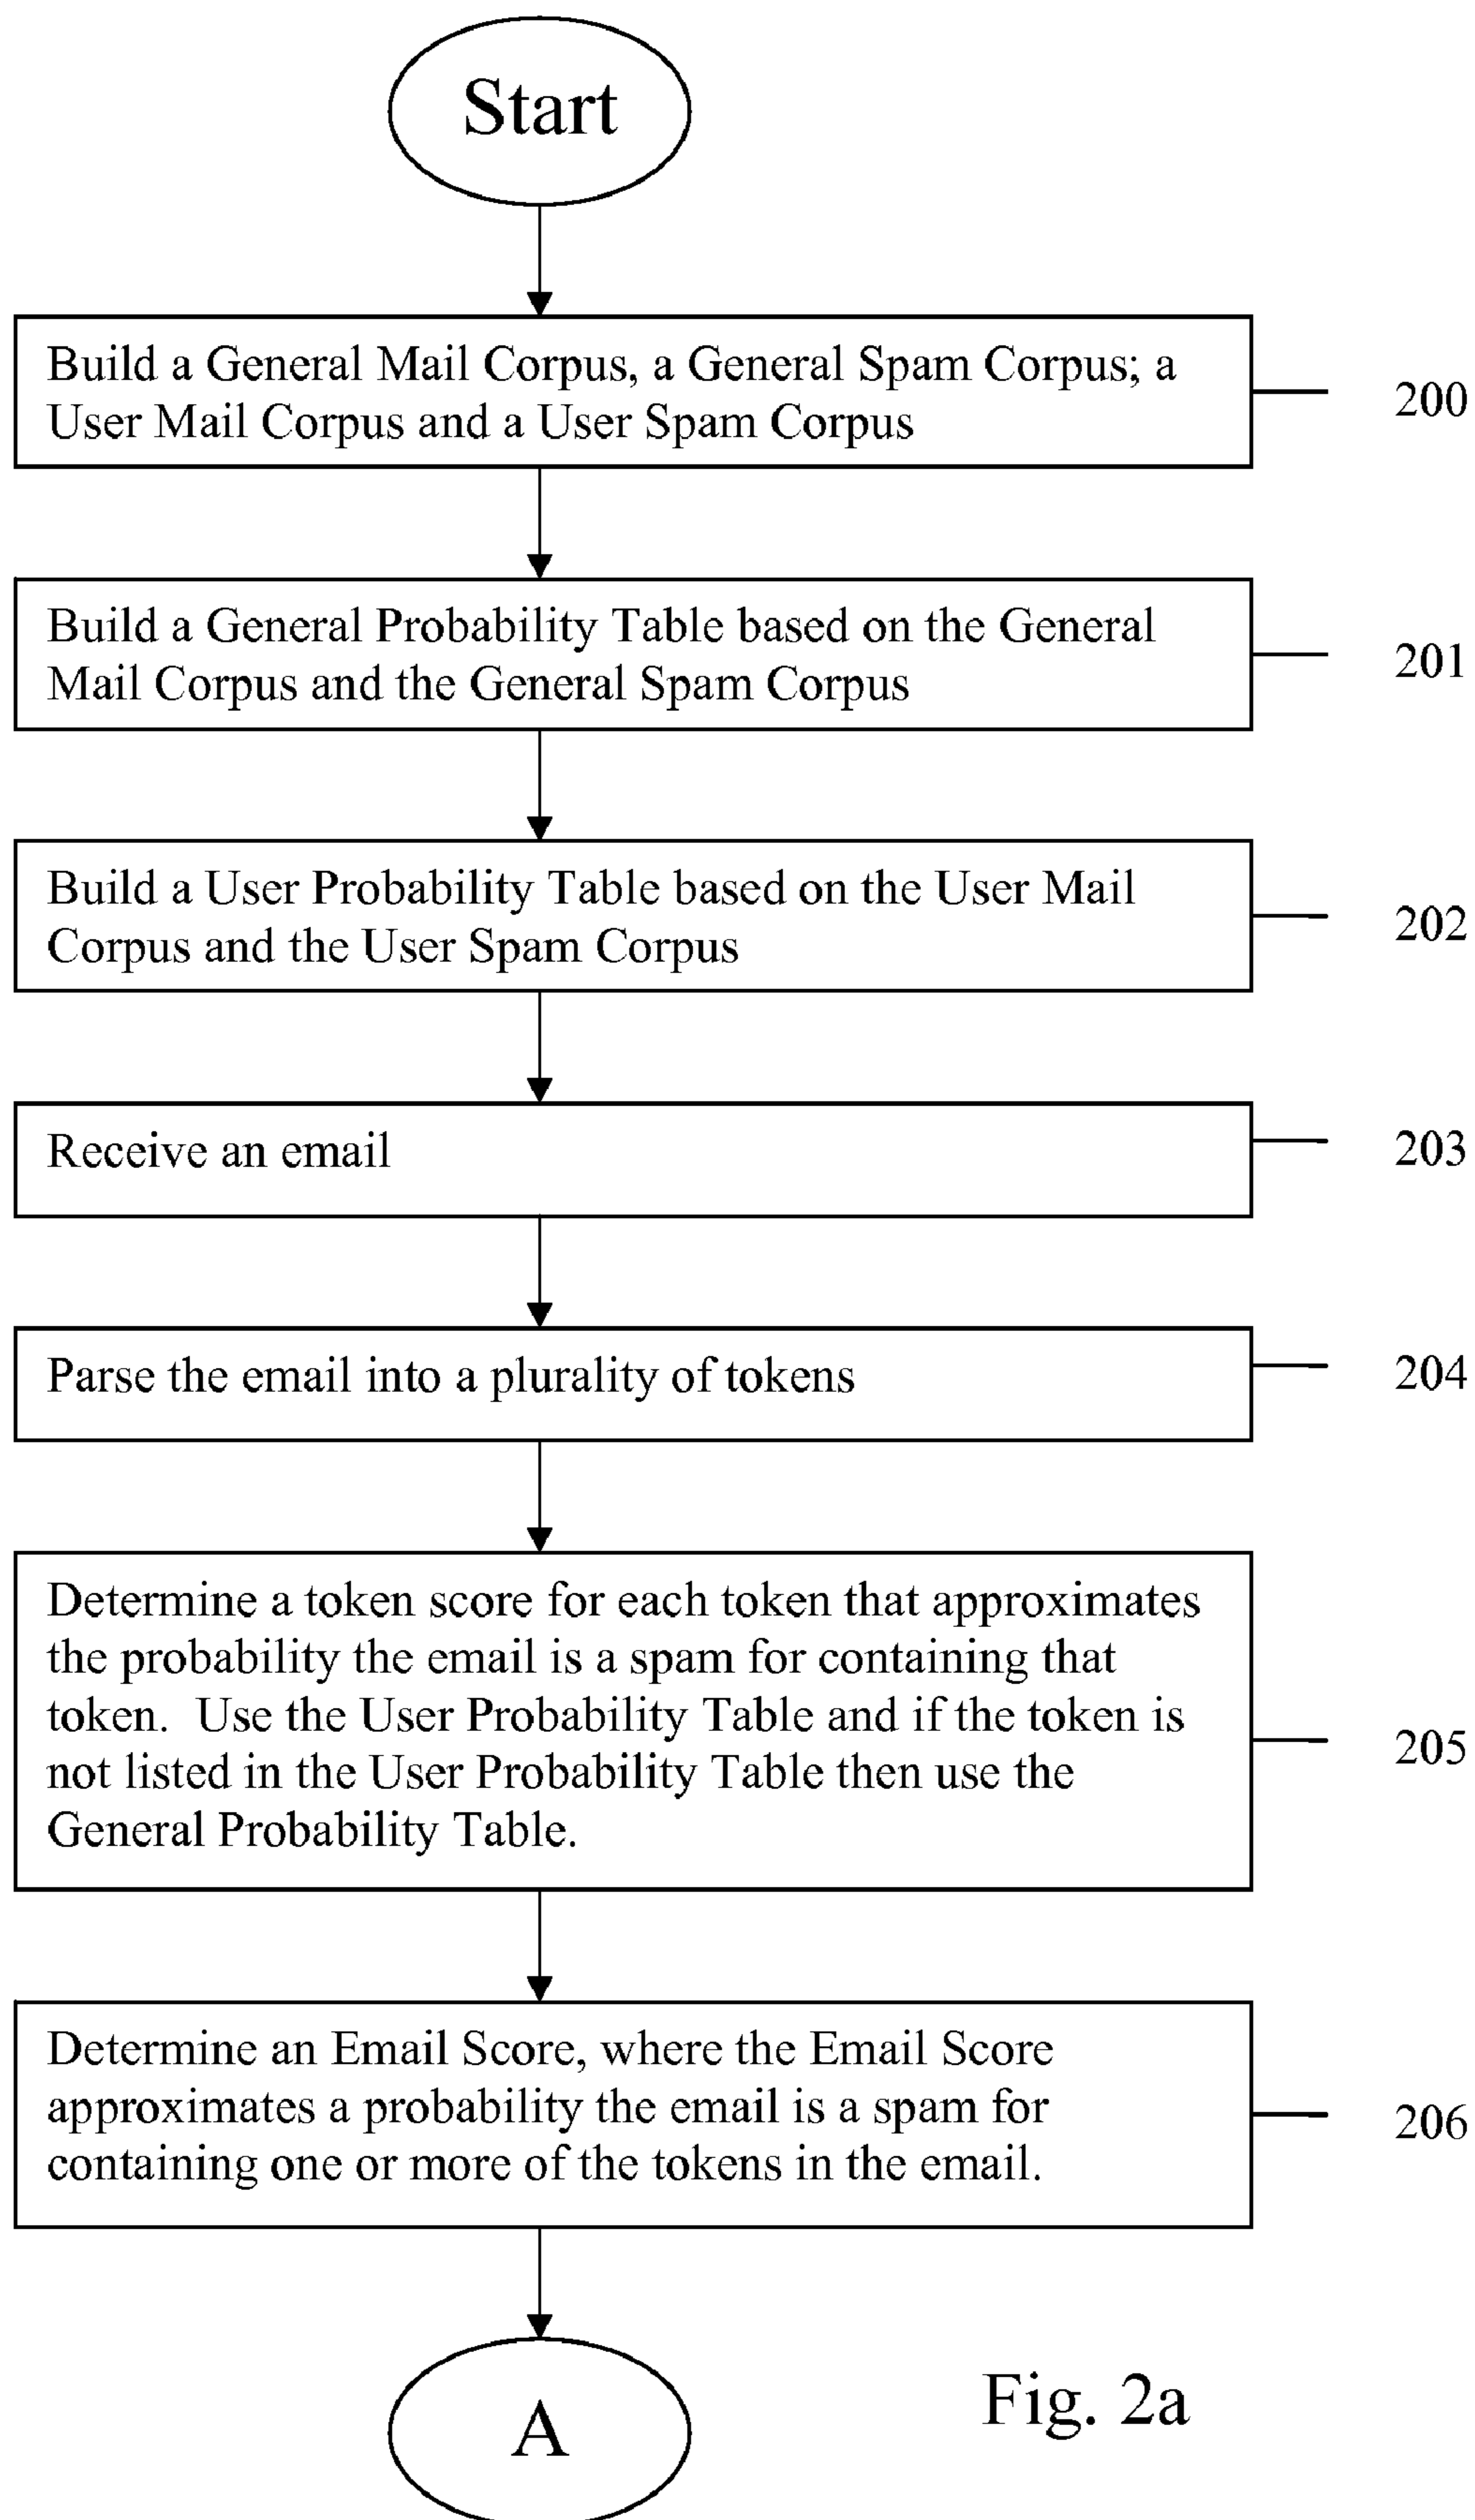 Start
Build a General Mail Corpus, a General Spam Corpus; a
User Mail Corpus and a User Spam Corpus
200
Build a General Probability Table based on the General
Mail Corpus and the General Spam Corpus
201
Build a User Probability Table based on the User Mail
Corpus and the User Spam Corpus
202
Receive an email
203
Parse the email into a plurality of tokens
204
Determine a token score for each token that approximates
the probability the email is a spam for containing that
token.  Use the User Probability Table and if the token is
not listed in the User Probability Table then use the
General Probability Table.
205
Determine an Email Score, where the Email Score
approximates a probability the email is a spam for
containing one or more of the tokens in the email.
206
A
Fig. 2a